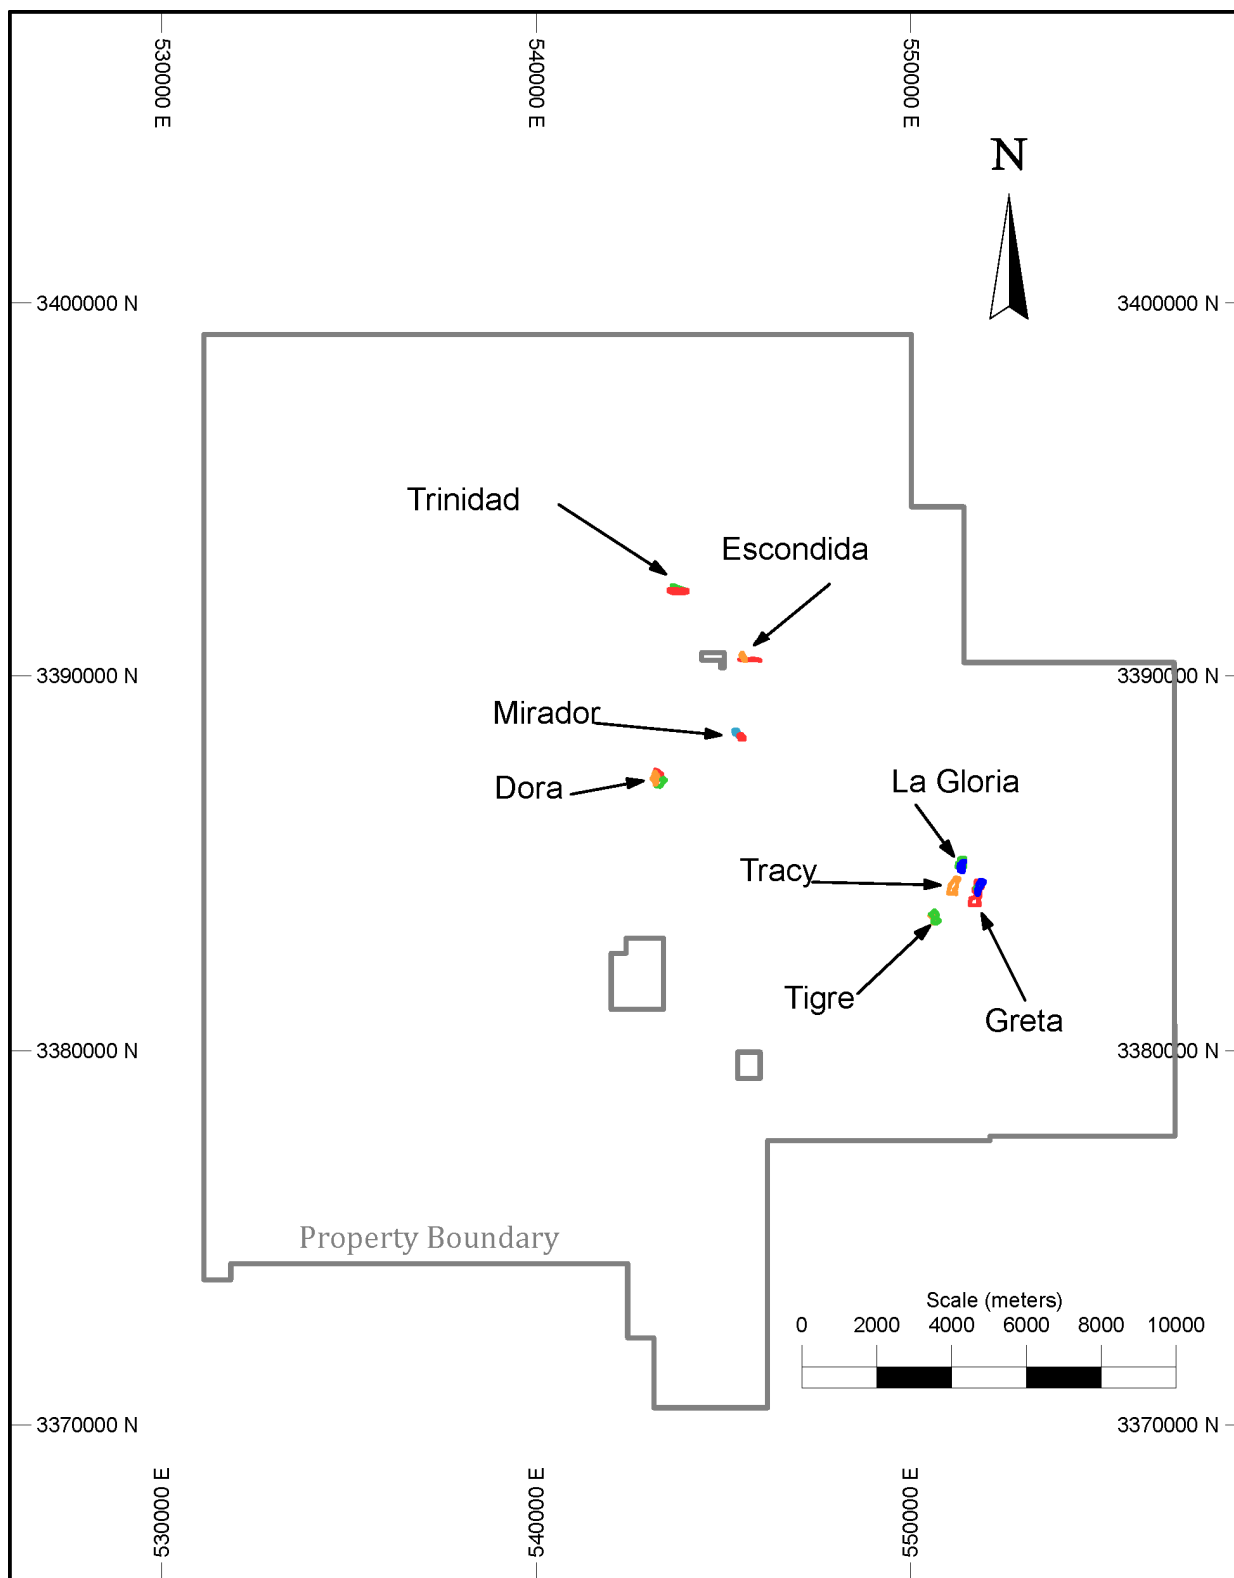 530000 E
540000 E
550000 E
N
3400000 N
3400000 N
Trinidad
Escondida
3390000 N
3390000 N
Mirador
Dora
La Gloria
Tracy
Tigre
Greta
3380000 N
3380000 N
Property Boundary
Scale (meters)
0 2000 4000 6000 8000 10000
3370000 N
3370000 N
530000 E
540000 E
550000 E